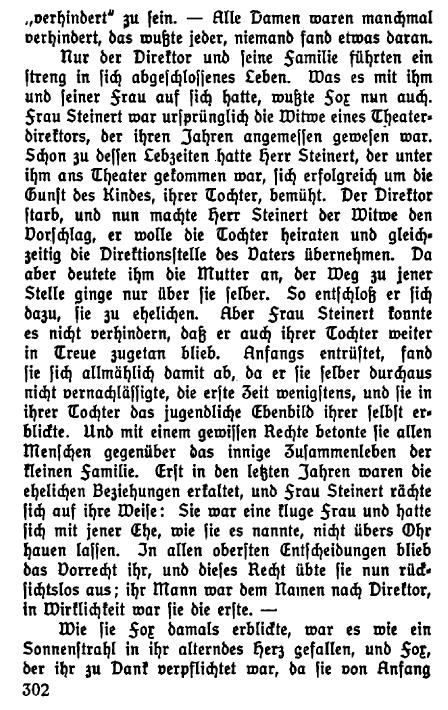 „verhindert“ zu sein. — Alle Damen waren manchmal
verhindert, das wußte jeder, niemand fand etwas daran.
Nur der Direktor und seine Familie führten ein
streng in sich abgeschlossenes Leben. Was es mit ihm
und seiner Frau auf sich hatte, wußte Fox nun auch.
Frau Steinert war ursprünglich die Witwe eines Theater-
direktors, der ihren Jahren angemessen gewesen war.
Schon zu dessen Lebzeiten hatte Herr Steinert, der unter
ihm ans Theater gekommen war, sich erfolgreich um die
Gunst des Kindes, ihrer Tochter, bemüht. Der Direktor
starb, und nun machte Herr Steinert der Witwe den
Vorschlag, er wolle die Tochter heiraten und gleich-
zeitig die Direktionsstelle des Vaters übernehmen. Da
aber deutete ihm die Mutter an, der Weg zu jener
Stelle ginge nur über sie selber. So entschloß er sich
dazu, sie zu ehelichen. Aber Frau Steinert konnte
es nicht verhindern, daß er auch ihrer Tochter weiter
in Treue zugetan blieb. Anfangs entrüstet, fand
sie sich allmählich damit ab, da er sie selber durchaus
nicht vernachlässigte, die erste Zeit wenigstens, und sie in
ihrer Tochter das jugendliche Ebenbild ihrer selbst er-
blickte. Und mit einem gewissen Rechte betonte sie allen
Menschen gegenüber das innige Zusammenleben der
kleinen Familie. Erst in den letzten Jahren waren die
ehelichen Beziehungen erkaltet, und Frau Steinert rächte
sich auf ihre Weise: Sie war eine kluge Frau und hatte
sich mit jener Ehe, wie sie es nannte, nicht übers Ohr
hauen lassen. In allen obersten Entscheidungen blieb
das Vorrecht ihr, und dieses Recht übte sie nun rück-
sichtslos aus; ihr Mann war dem Namen nach Direktor,
in Wirklichkeit war sie die erste. —
Wie sie Fox damals erblickte, war es wie ein
Sonnenstrahl in ihr alterndes Herz gefallen, und Fox,
der ihr zu Dank verpflichtet war, da sie von Anfang
302